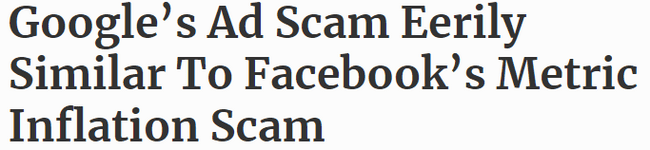 Google’s Ad Scam Eerily
Similar To Facebook’s Metric
Inflation Scam